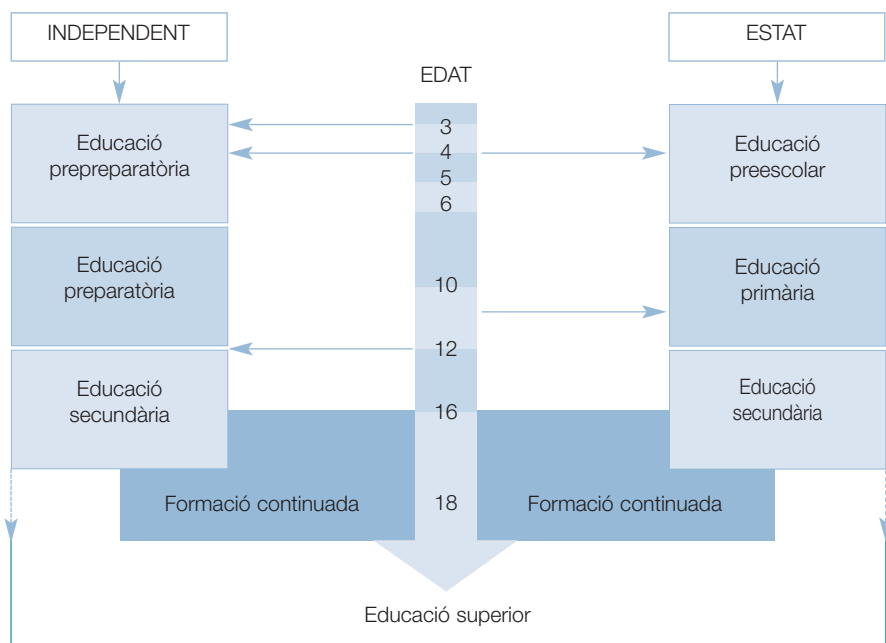 INDEPENDENT
ESTAT
EDAT
Educació
prepreparatòria
3
4
5
6
Educació
preescolar
Educació
preparatòria
10
Educació
primària
12
Educació
secundària
16
Educació
secundària
Formació continuada
18
Formació continuada
Educació superior